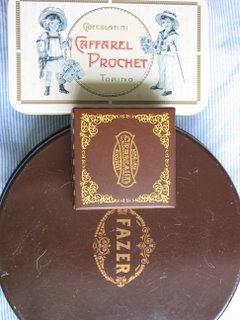 CIOCCOLATINI
CAFFAREL
PROCHET
TORINO
FAZER